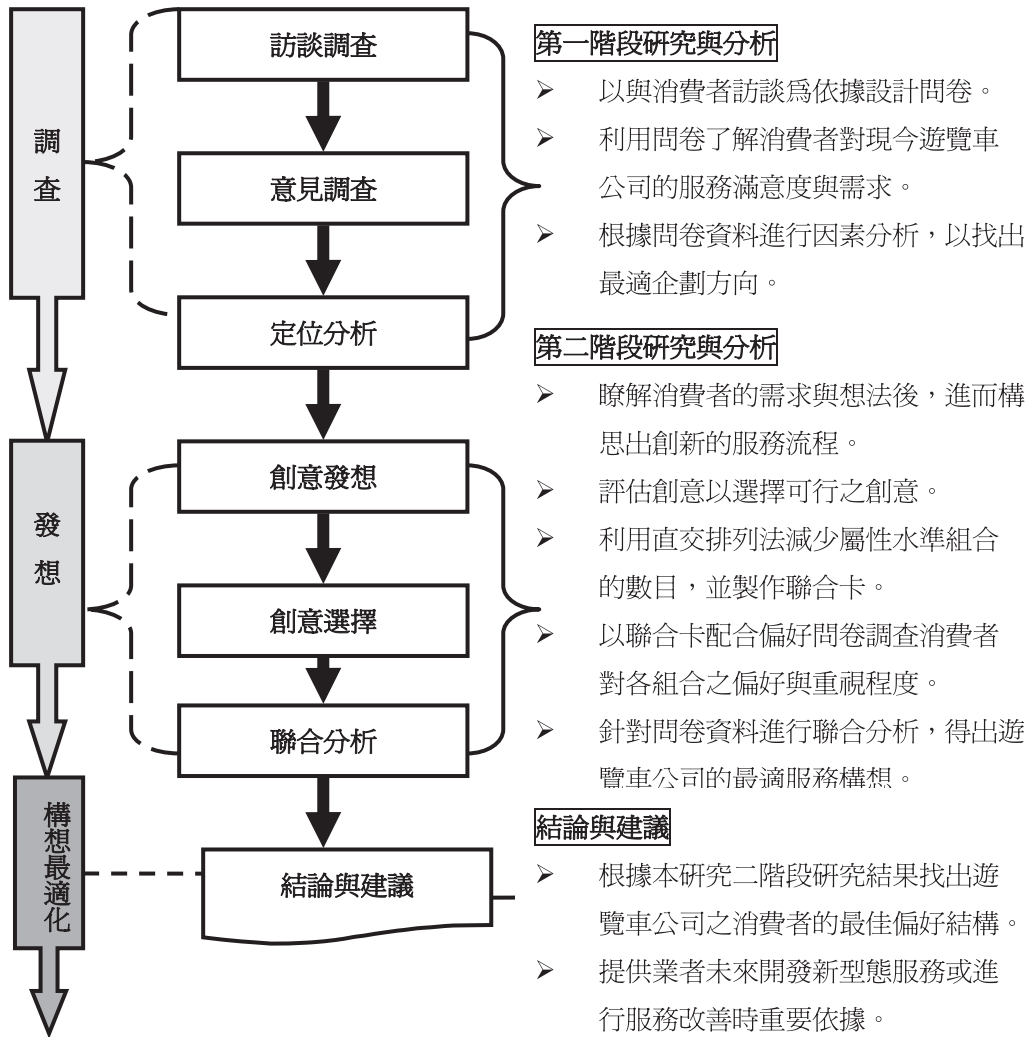 調
查
發
想
構
想
最
適
化
訪談調查
意見調查
定位分析
創意發想
創意選擇
聯合分析
結論與建議
第一階段研究與分析
➢ 以與消費者訪談為依據設計問卷。
➢ 利用問卷了解消費者對現今遊覽車
公司的服務滿意度與需求。
➢ 根據問卷資料進行因素分析，以找出
最適企劃方向。
第二階段研究與分析
➢ 瞭解消費者的需求與想法後，進而構
思出創新的服務流程。
➢ 評估創意以選擇可行之創意。
➢ 利用直交排列法減少屬性水準組合
的數目，並製作聯合卡。
➢ 以聯合卡配合偏好問卷調查消費者
對各組合之偏好與重視程度。
➢ 針對問卷資料進行聯合分析，得出遊
覽車公司的最適服務構想。
結論與建議
➢ 根據本研究二階段研究結果找出遊
覽車公司之消費者的最佳偏好結構。
➢ 提供業者未來開發新型態服務或進
行服務改善時重要依據。